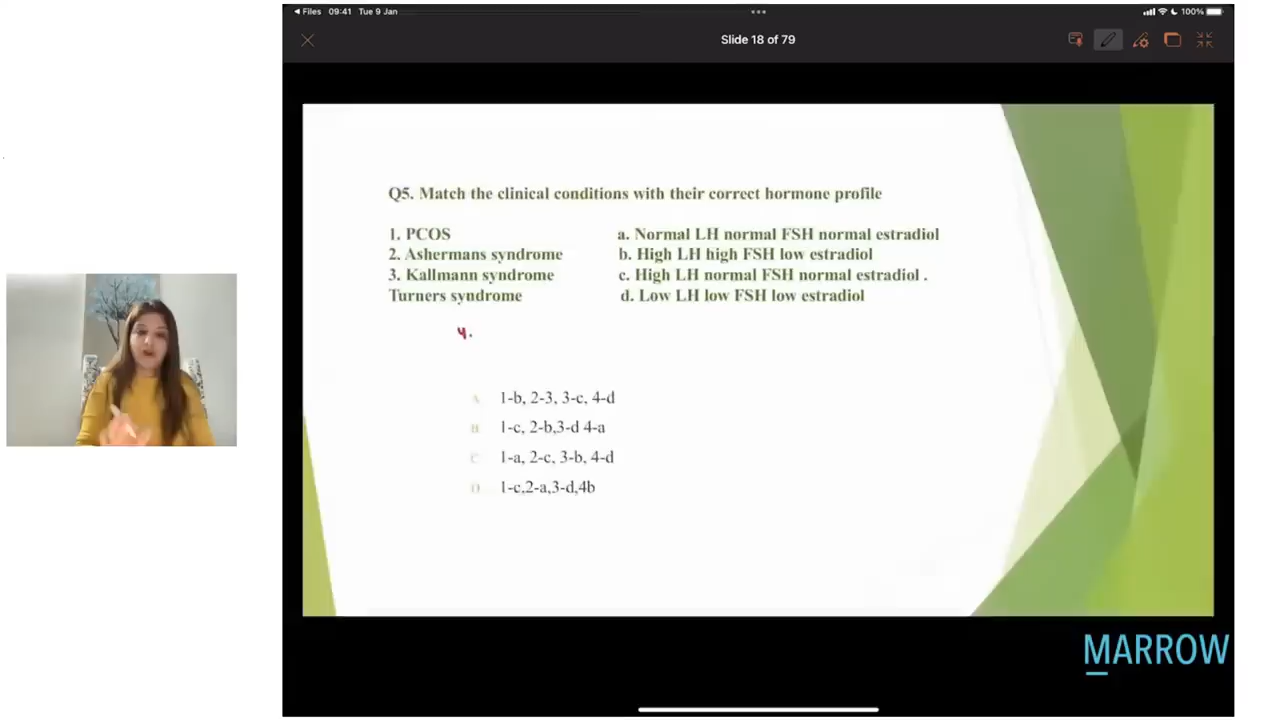 Files 09:41 Tue 9 Jan
100%
Slide 18 of 79
Q5. Match the clinical conditions with their correct hormone profile
1. PCOS a. Normal LH normal FSH normal estradiol
2. Ashermans syndrome b. High LH high FSH low estradiol
3. Kallmann syndrome c. High LH normal FSH normal estradiol .
Turners syndrome d. Low LH low FSH low estradiol
4.
A 1-b, 2-3, 3-c, 4-d
B 1-c, 2-b,3-d 4-a
C 1-a, 2-c, 3-b, 4-d
D 1-c,2-a,3-d,4b
MARROW